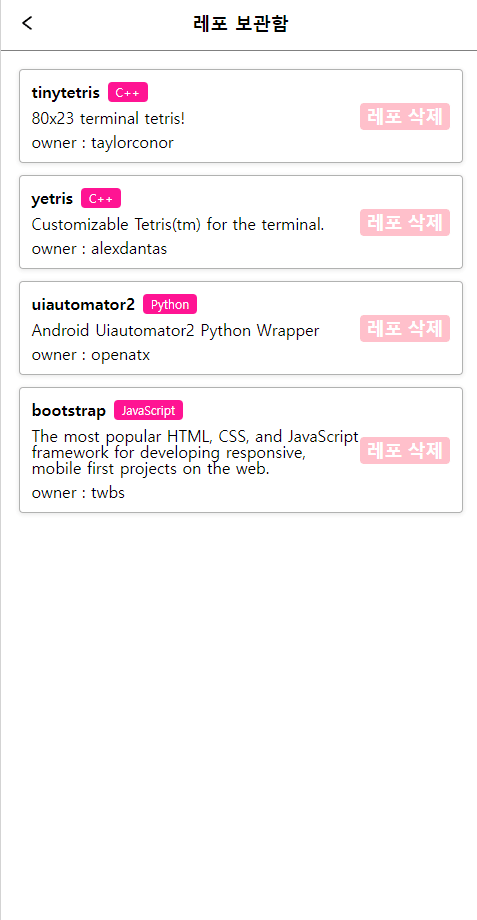 레포 보관함
tinytetris C++
80x23 terminal tetris!
owner : taylorconor
레포 삭제
yetris C++
Customizable Tetris(tm) for the terminal.
owner : alexdantas
레포 삭제
uiautomator2 Python
Android Uiautomator2 Python Wrapper
owner : openatx
레포 삭제
bootstrap JavaScript
The most popular HTML, CSS, and JavaScript
framework for developing responsive,
mobile first projects on the web.
owner : twbs
레포 삭제